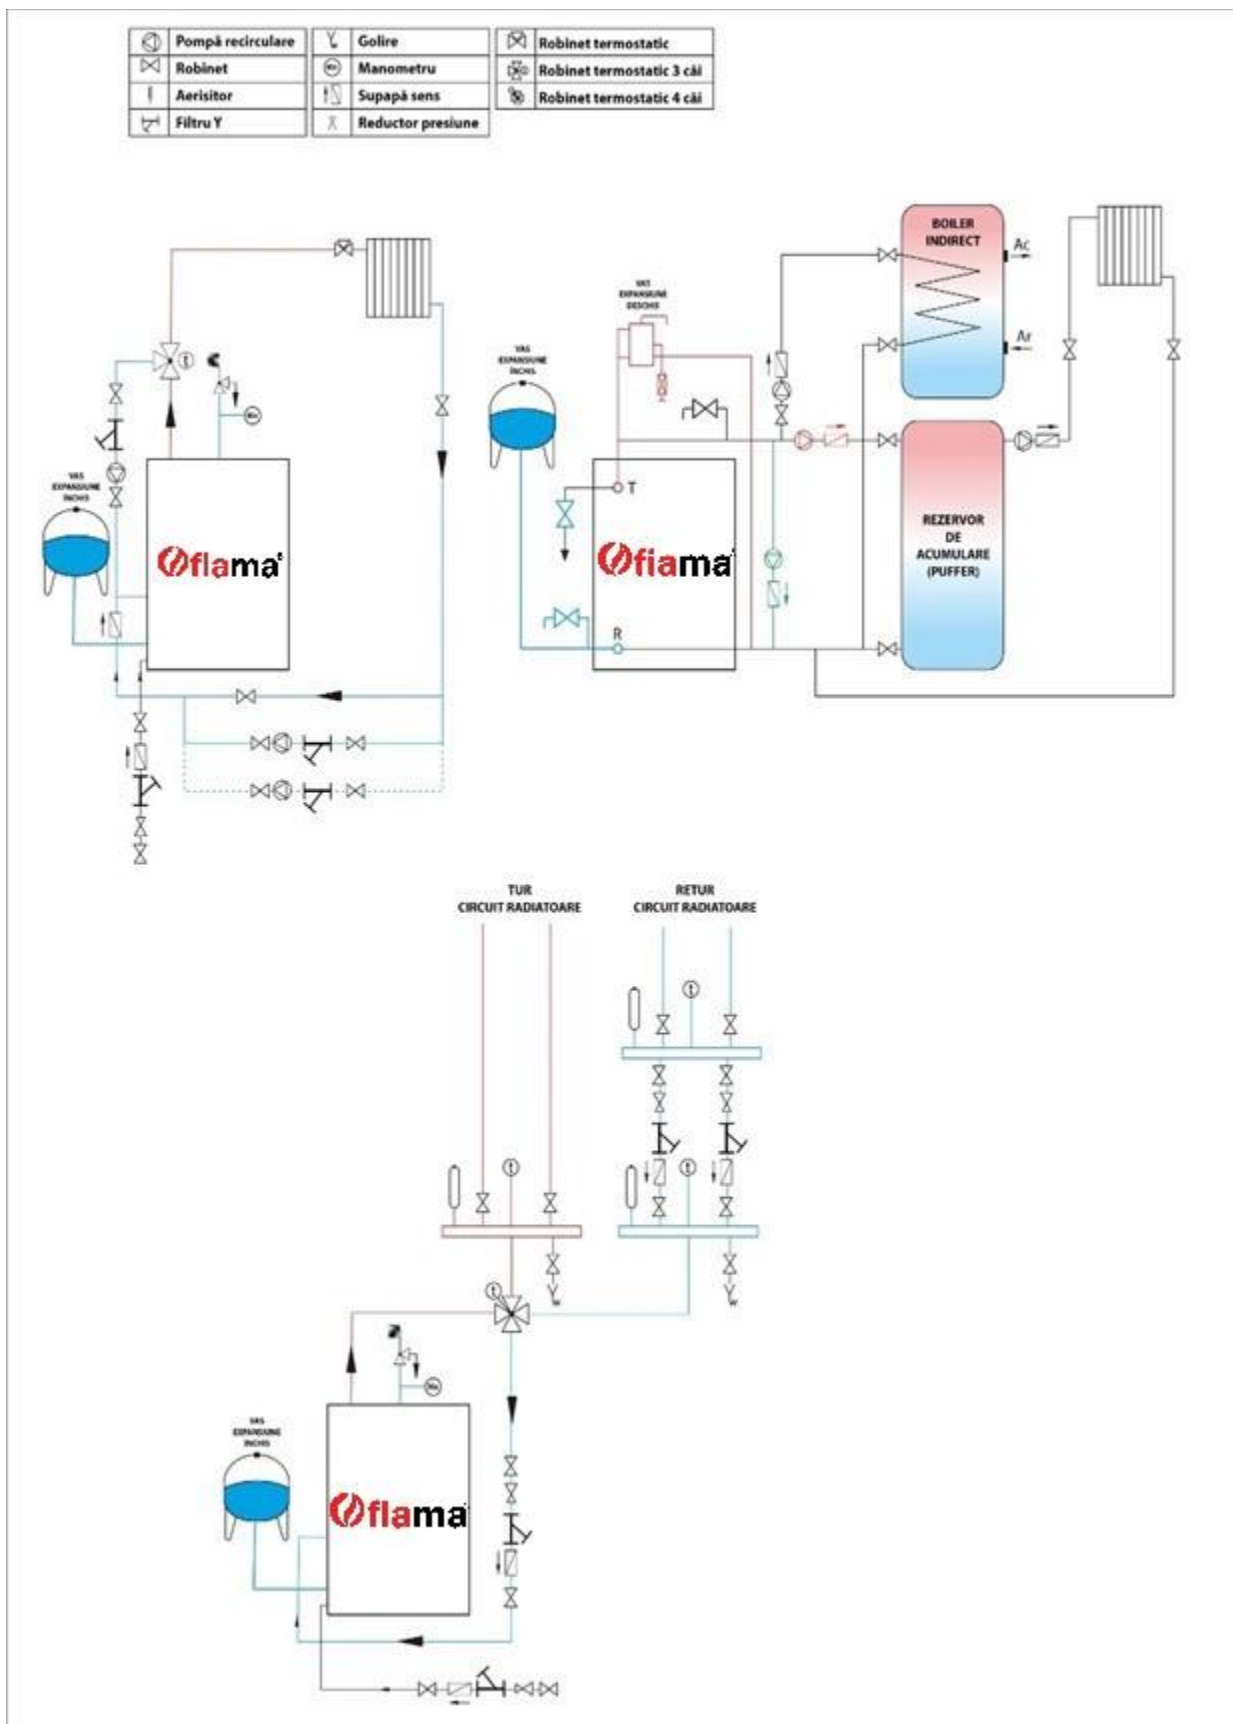 Pompă recirculare
Golire
Robinet termostatic
Robinet
Manometru
Robinet termostatic 3 căi
Aerisitor
Supapă sens
Robinet termostatic 4 căi
Filtru Y
Reductor presiune
BOILER
INDIRECT
Ac
Ar
VAS
EXPANSIUNE
DESCHIS
VAS
EXPANSIUNE
ÎNCHIS
t
VAS
EXPANSIUNE
ÎNCHIS
flama
T
fiama
R
REZERVOR
DE
ACUMULARE
(PUFFER)
TUR
CIRCUIT RADIATOARE
RETUR
CIRCUIT RADIATOARE
t
t
t
t
VAS
EXPANSIUNE
ÎNCHIS
flama